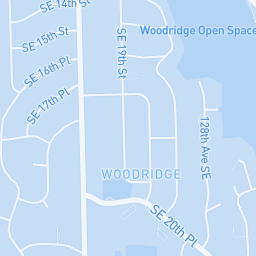 SE 14th St
Woodridge Open Space
SE 15th St
SE 19th St
SE 16th Pl
SE 17th Pl
128th Ave SE
WOODRIDGE
SE 20th Pl